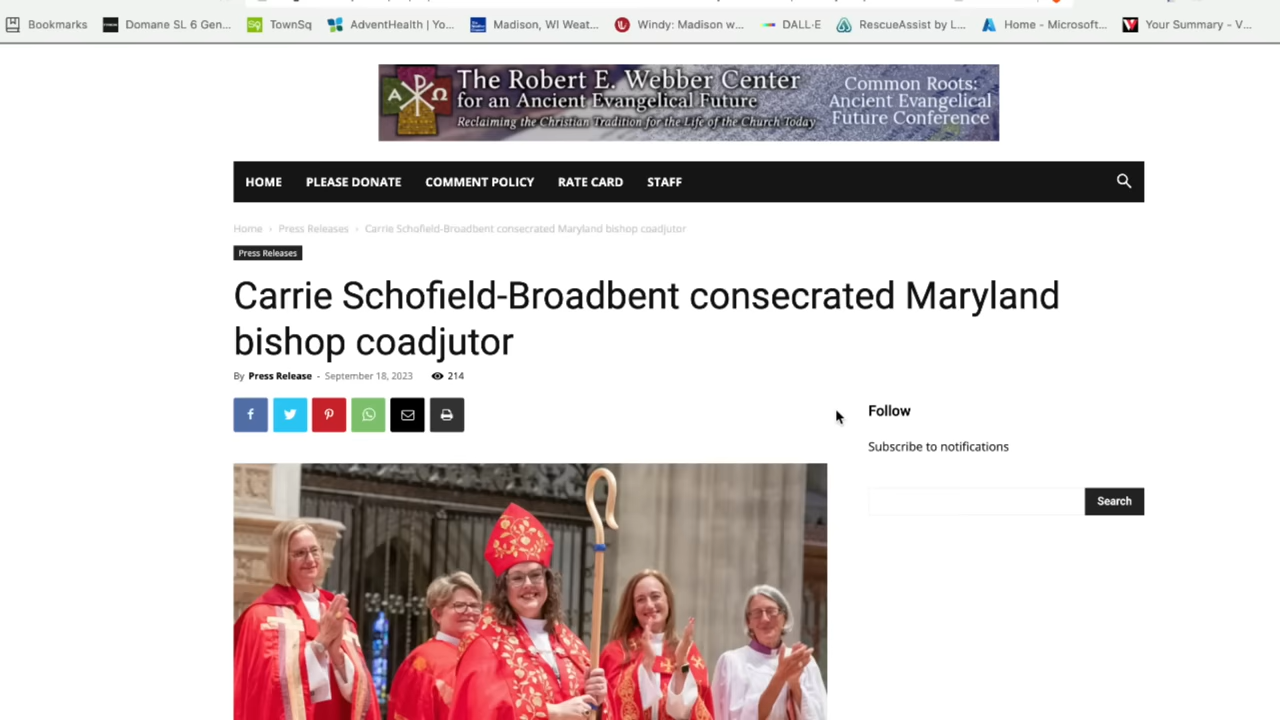 Bookmarks Domane SL 6 Gen... TownSq AdventHealth | Yo... Madison, WI Weat... Windy: Madison w... DALL·E RescueAssist by L... Home - Microsoft... Your Summary - V...
The Robert E. Webber Center
for an Ancient Evangelical Future
Reclaiming the Christian Tradition for the Life of the Church Today
Common Roots:
Ancient Evangelical
Future Conference
HOME PLEASE DONATE COMMENT POLICY RATE CARD STAFF
Home › Press Releases › Carrie Schofield-Broadbent consecrated Maryland bishop coadjutor
Press Releases
Carrie Schofield-Broadbent consecrated Maryland
bishop coadjutor
By Press Release - September 18, 2023 214
Follow
Subscribe to notifications
Search